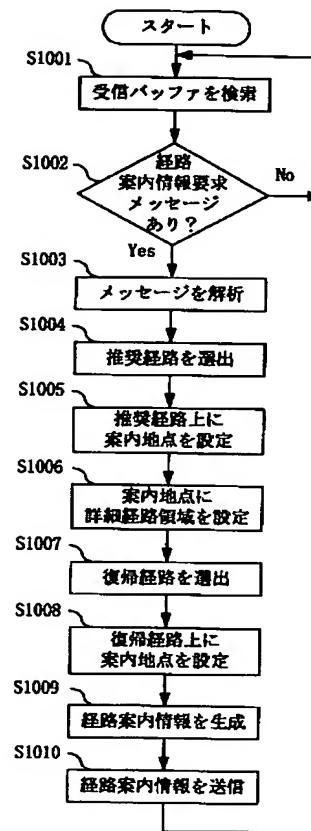 スタート
S1001
受信バッファを検索
S1002
経路
案内情報要求
メッセージ
あり？
No
Yes
S1003
メッセージを解析
S1004
推奨経路を選出
S1005
推奨経路上に
案内地点を設定
S1006
案内地点に
詳細経路領域を設定
S1007
復帰経路を選出
S1008
復帰経路上に
案内地点を設定
S1009
経路案内情報を生成
S1010
経路案内情報を送信